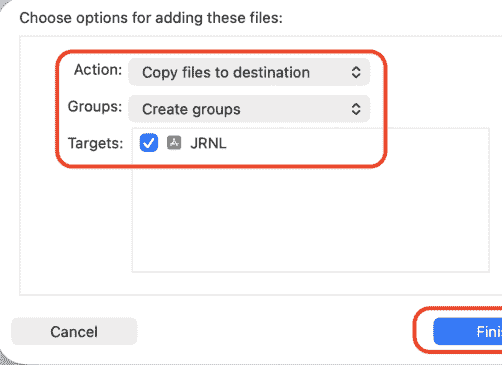 Choose options for adding these files:
Action: Copy files to destination
Groups: Create groups
Targets: JRNL
Cancel